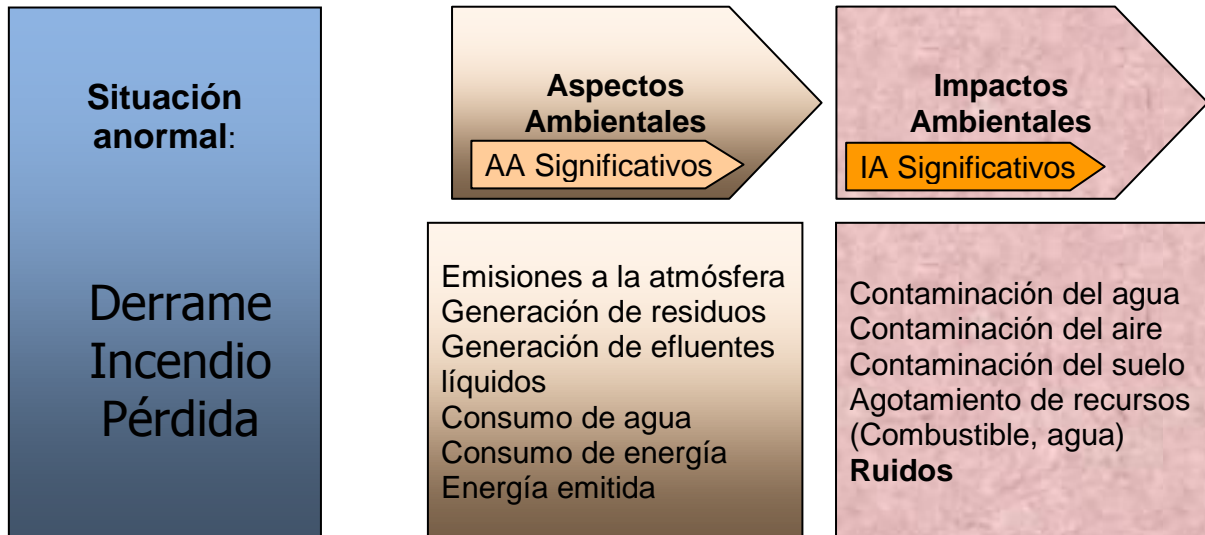 Situación
anormal:
Derrame
Incendio
Pérdida
Aspectos
Ambientales
AA Significativos
Emisiones a la atmósfera
Generación de residuos
Generación de efluentes
líquidos
Consumo de agua
Consumo de energía
Energía emitida
Impactos
Ambientales
IA Significativos
Contaminación del agua
Contaminación del aire
Contaminación del suelo
Agotamiento de recursos
(Combustible, agua)
Ruidos